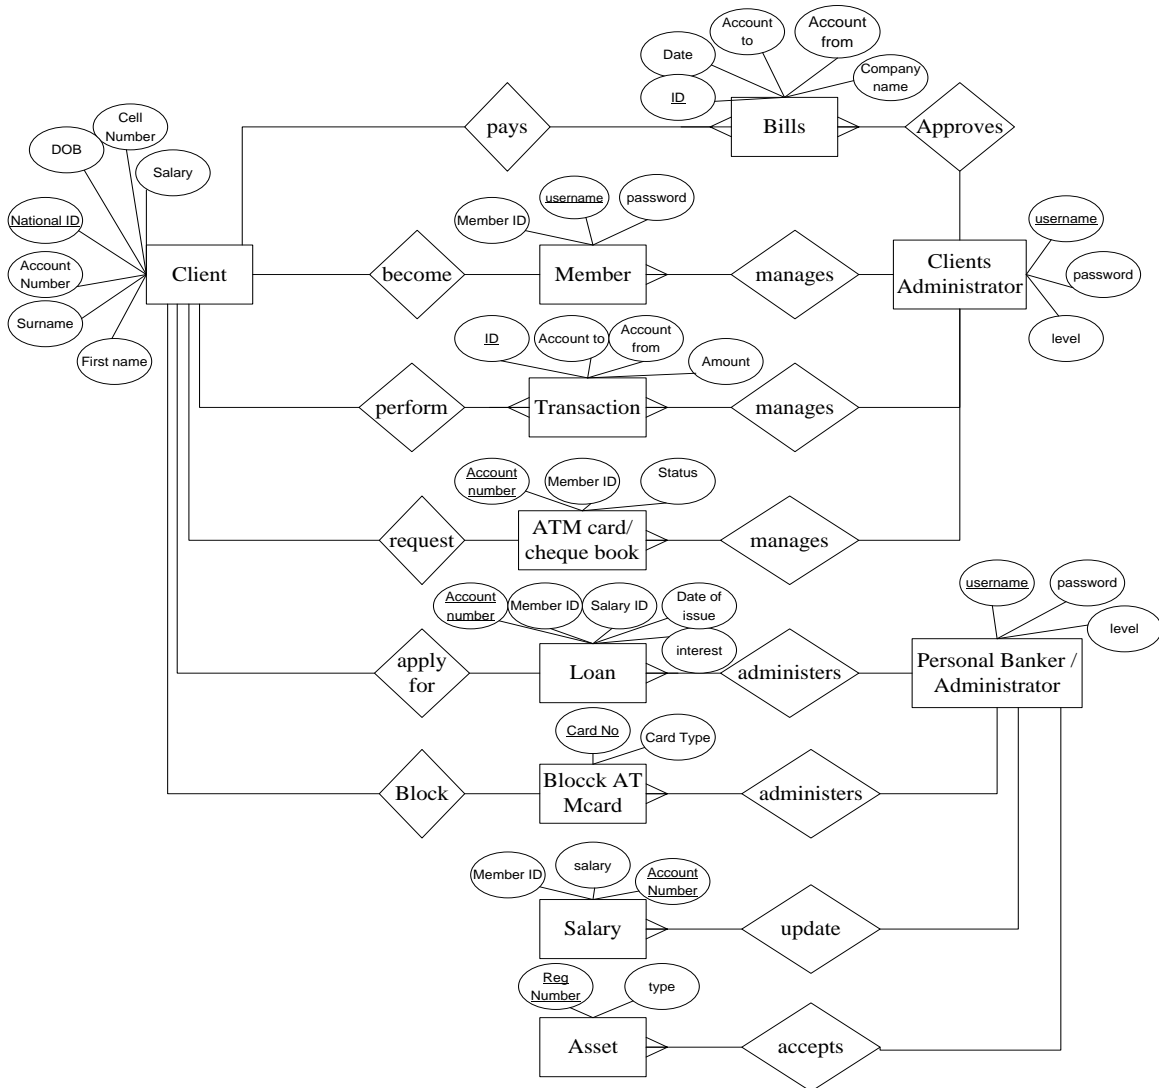 Account
to
Account
from
Date
Company
name
ID
Cell
Number
pays
Bills
Approves
DOB
Salary
username
password
username
National ID
Member ID
Client
become
Member
manages
Clients
Administrator
password
Account
Number
Surname
level
First name
ID
Account to
Account
from
Amount
perform
Transaction
manages
Account
number
Member ID
Status
request
ATM card/
cheque book
manages
username
password
level
Account
number
Member ID
Salary ID
Date of
issue
interest
apply
for
Loan
administers
Personal Banker /
Administrator
Card No
Card Type
Block
Blocck AT
Mcard
administers
Member ID
salary
Account
Number
Salary
update
Reg
Number
type
Asset
accepts